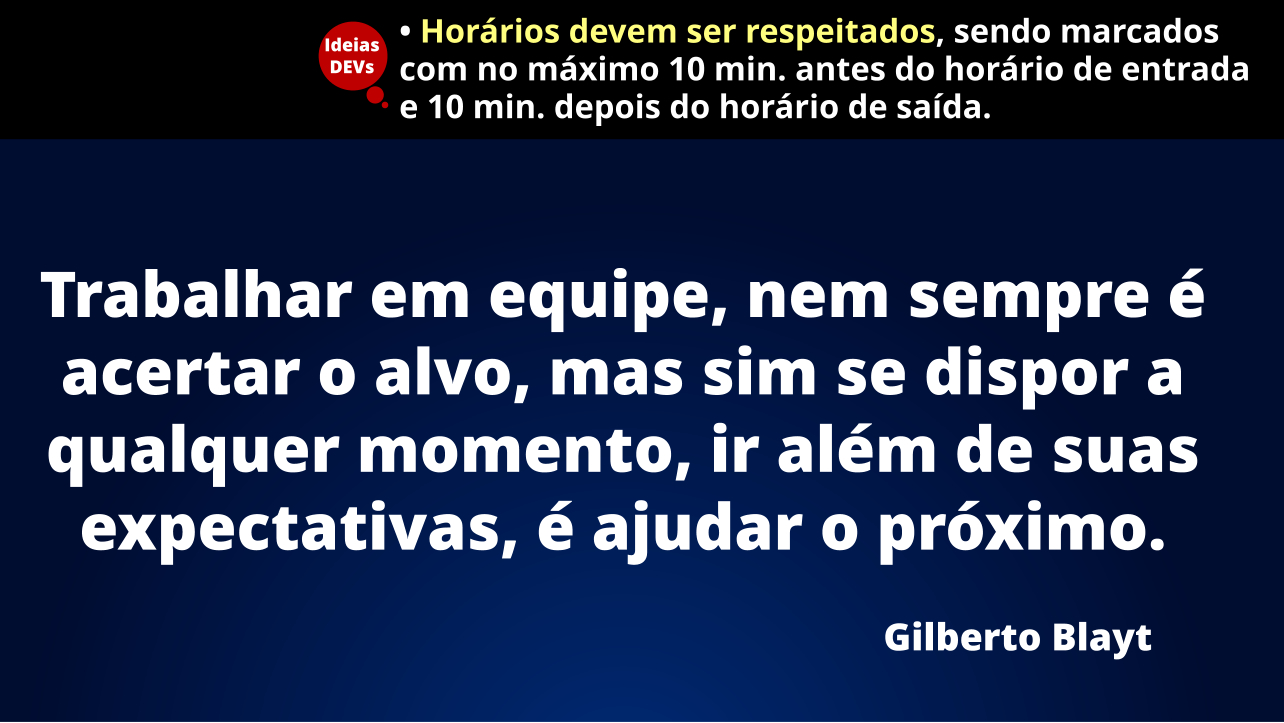 Ideias
DEVs
• Horários devem ser respeitados, sendo marcados
com no máximo 10 min. antes do horário de entrada
e 10 min. depois do horário de saída.
Trabalhar em equipe, nem sempre é
acertar o alvo, mas sim se dispor a
qualquer momento, ir além de suas
expectativas, é ajudar o próximo.
Gilberto Blayt